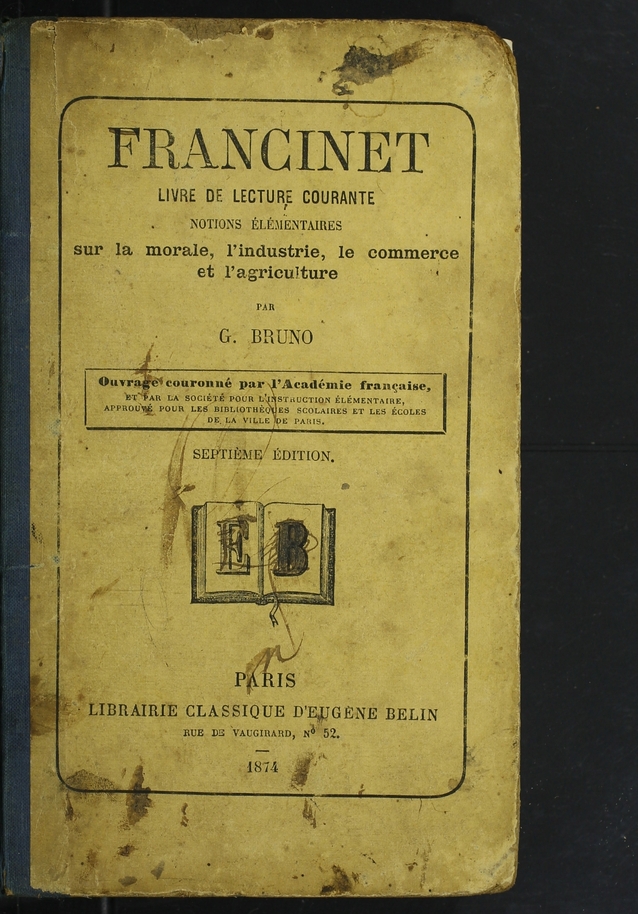 FRANCINET
LIVRE DE LECTURE COURANTE
NOTIONS ÉLÉMENTAIRES
sur la morale, l'industrie, le commerce
et l'agriculture
PAR
G. BRUNO
Ouvrage couronné par l'Académie française,
ET PAR LA SOCIÉTÉ POUR L'INSTRUCTION ÉLÉMENTAIRE,
APPROUVÉ POUR LES BIBLIOTHÈQUES SCOLAIRES ET LES ÉCOLES
DE LA VILLE DE PARIS.
SEPTIÈME ÉDITION.
E B
PARIS
LIBRAIRIE CLASSIQUE D'EUGÈNE BELIN
RUE DE VAUGIRARD, Nº 52.
1874